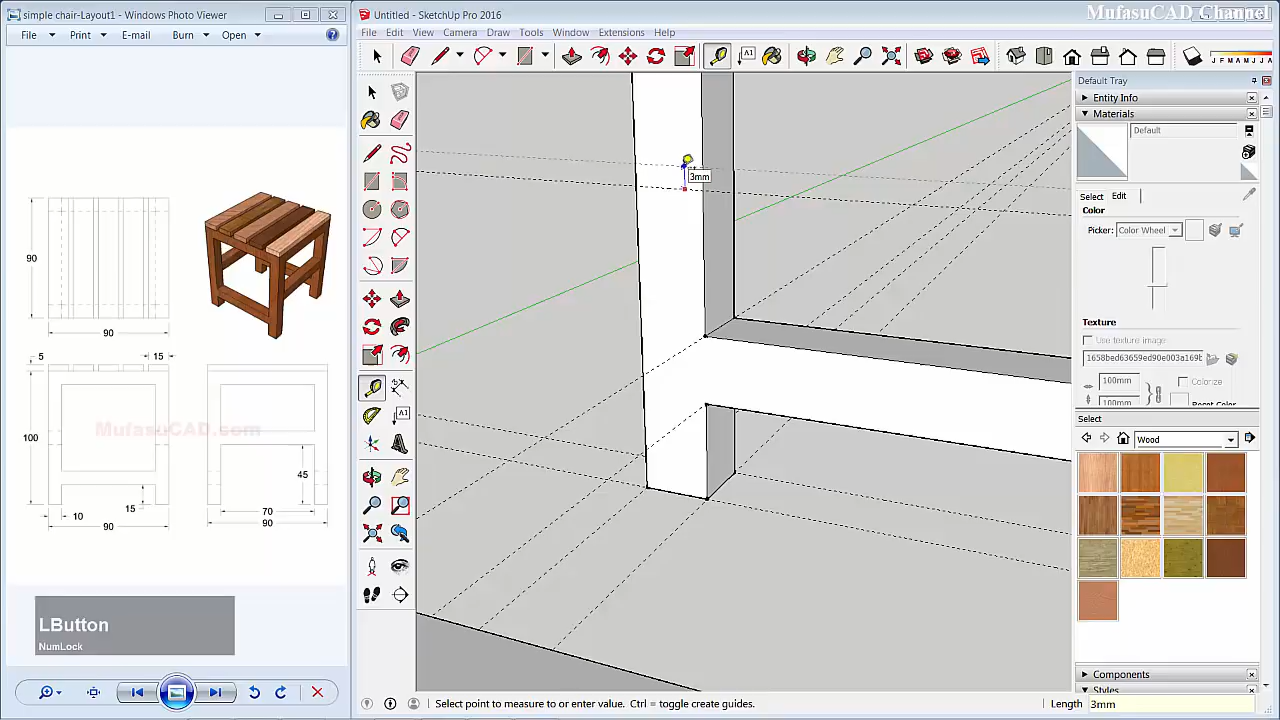 simple chair-Layout1 - Windows Photo Viewer
File
Print
E-mail
Burn
Open
90
90
5
15
100
MufasuCAD.com
45
10
15
90
70
90
LButton
NumLock
Untitled - SketchUp Pro 2016
MufasuCAD Channel
File Edit View Camera Draw Tools Window Extensions Help
A1
J F M A M J J A
A1
3mm
Default Tray
Entity Info
Materials
Default
Select Edit
Color
Picker: Color Wheel
Texture
Use texture image
100mm
Colorize
100mm
Reset Color
Select
Wood
Components
Styles
Select point to measure to or enter value. Ctrl = toggle create guides.
Length 3mm